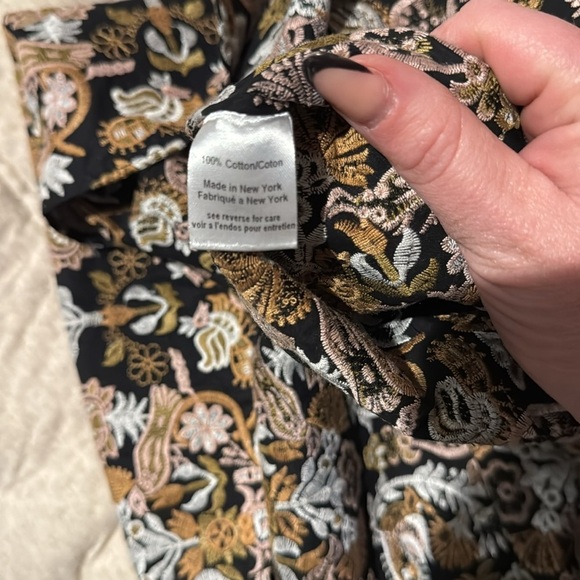 100% Cotton/Coton
Made in New York
Fabriqué a New York
see reverse for care
voir a l'endos pour entretien